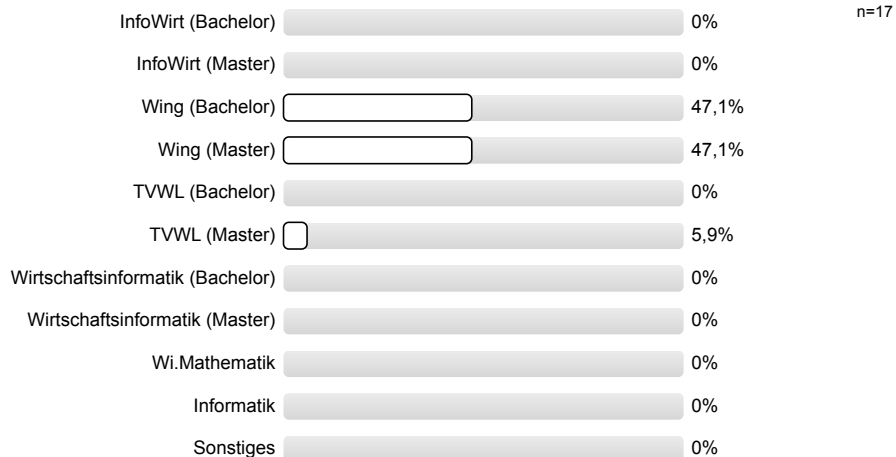 n=17
InfoWirt (Bachelor) 0%
InfoWirt (Master) 0%
Wing (Bachelor) 47,1%
Wing (Master) 47,1%
TVWL (Bachelor) 0%
TVWL (Master) 5,9%
Wirtschaftsinformatik (Bachelor) 0%
Wirtschaftsinformatik (Master) 0%
Wi.Mathematik 0%
Informatik 0%
Sonstiges 0%